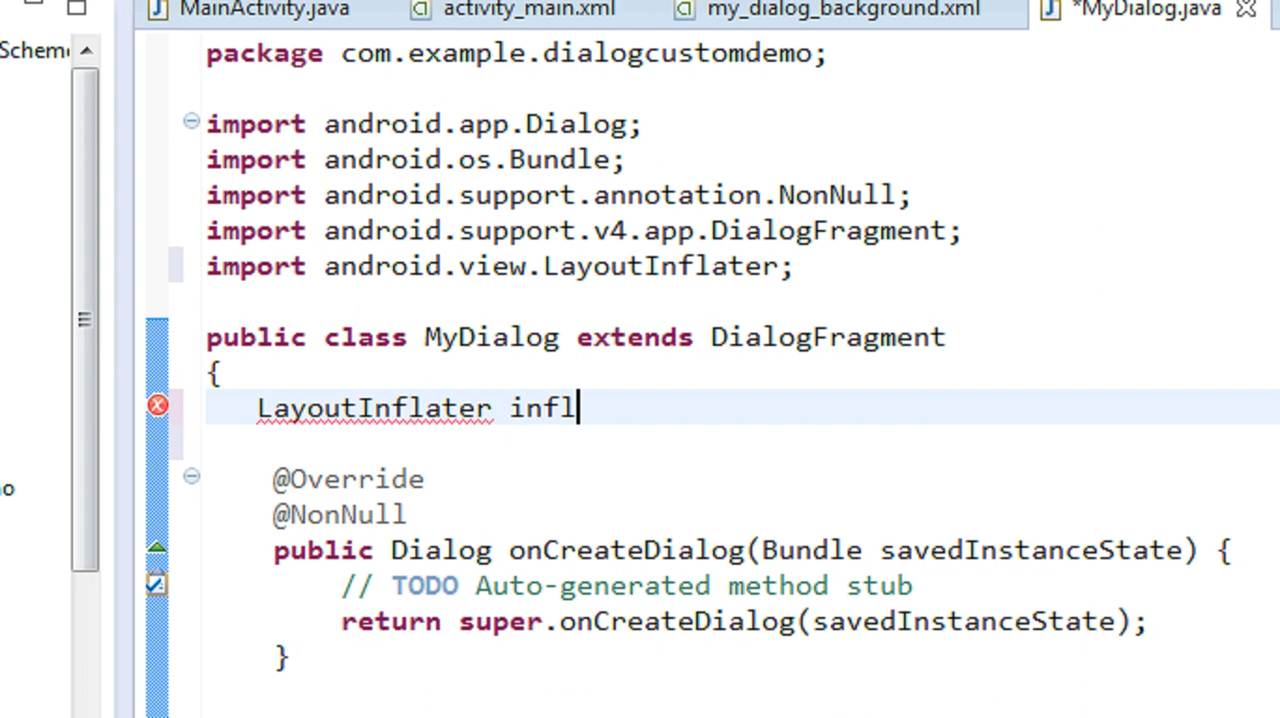 MainActivity.java activity_main.xml my_dialog_background.xml *MyDialog.java
Scheme
package com.example.dialogcustomdemo;
import android.app.Dialog;
import android.os.Bundle;
import android.support.annotation.NonNull;
import android.support.v4.app.DialogFragment;
import android.view.LayoutInflater;
public class MyDialog extends DialogFragment
{
LayoutInflater infl
@Override
@NonNull
public Dialog onCreateDialog(Bundle savedInstanceState) {
// TODO Auto-generated method stub
return super.onCreateDialog(savedInstanceState);
}